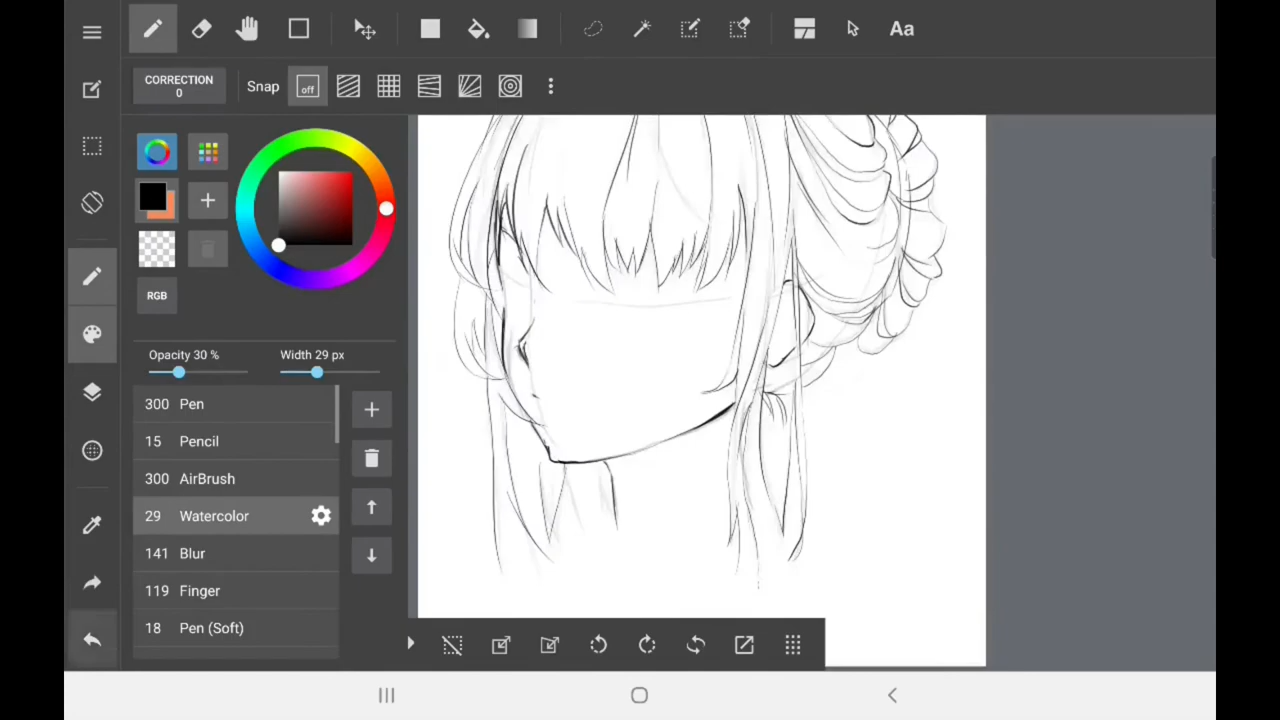 Aa
CORRECTION
0
Snap
off
RGB
Opacity 30 %
Width 29 px
300 Pen
15 Pencil
300 AirBrush
29 Watercolor
141 Blur
119 Finger
18 Pen (Soft)